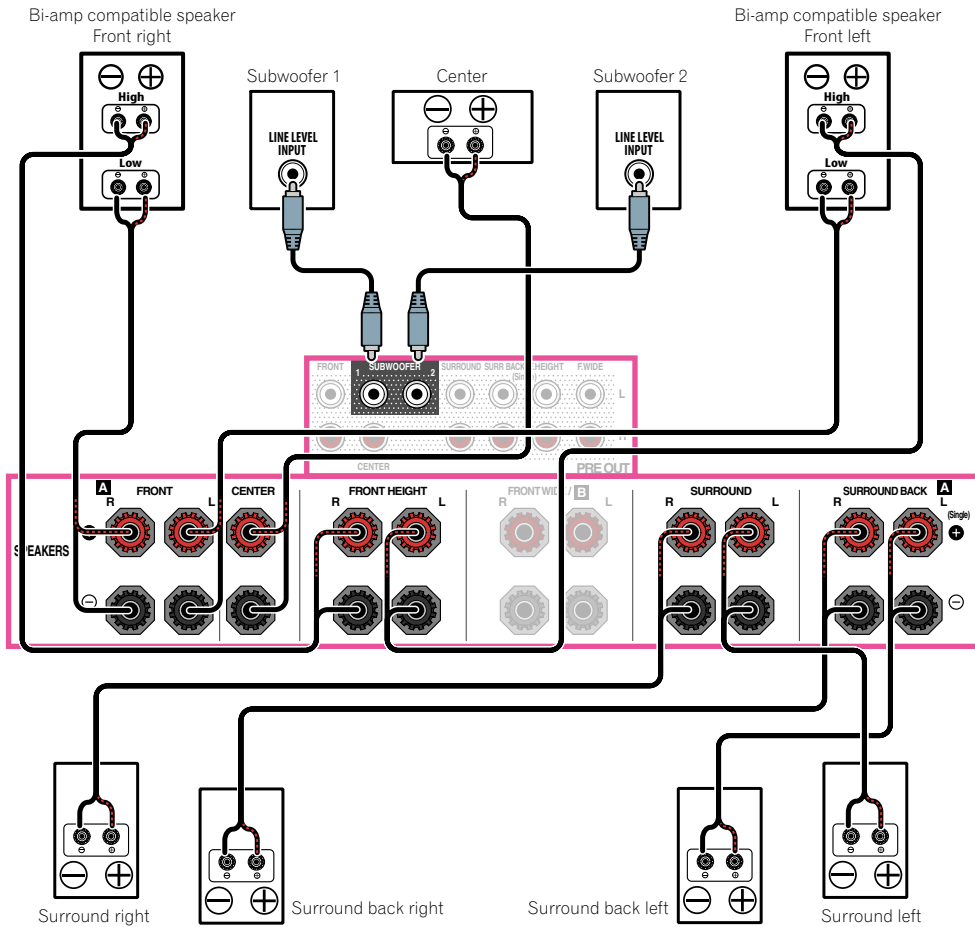 Bi-amp compatible speaker
Front right
Bi-amp compatible speaker
Front left
Subwoofer 1
Center
Subwoofer 2
High
Low
LINE LEVEL
INPUT
LINE LEVEL
INPUT
High
Low
FRONT
SUBWOOFER
1
2
SURROUND
SURR BACK
(Single)
F.HEIGHT
F.WIDE
L
R
CENTER
PRE OUT
SPEAKERS
A
R
FRONT
L
CENTER
R
FRONT HEIGHT
L
R
FRONT WIDE / B
L
R
SURROUND
L
R
SURROUND BACK
L
A
(Single)
Surround right
Surround back right
Surround back left
Surround left